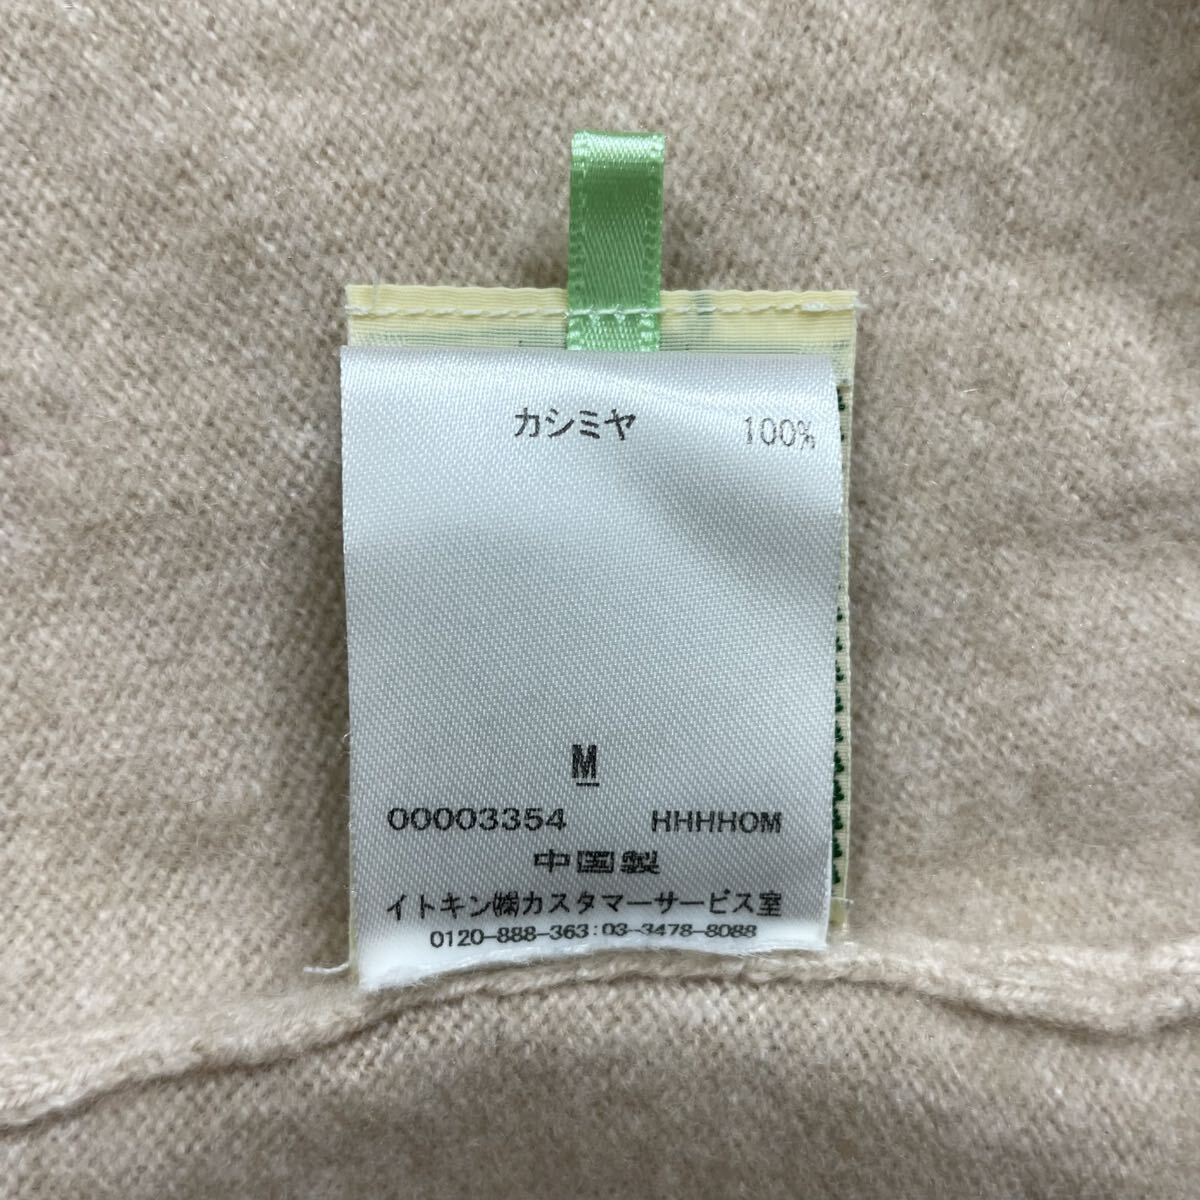 カシミヤ 100%
M
00003354 HHHHOM
中国製
イトキン㈱カスタマーサービス室
0120-888-363:03-3478-8088